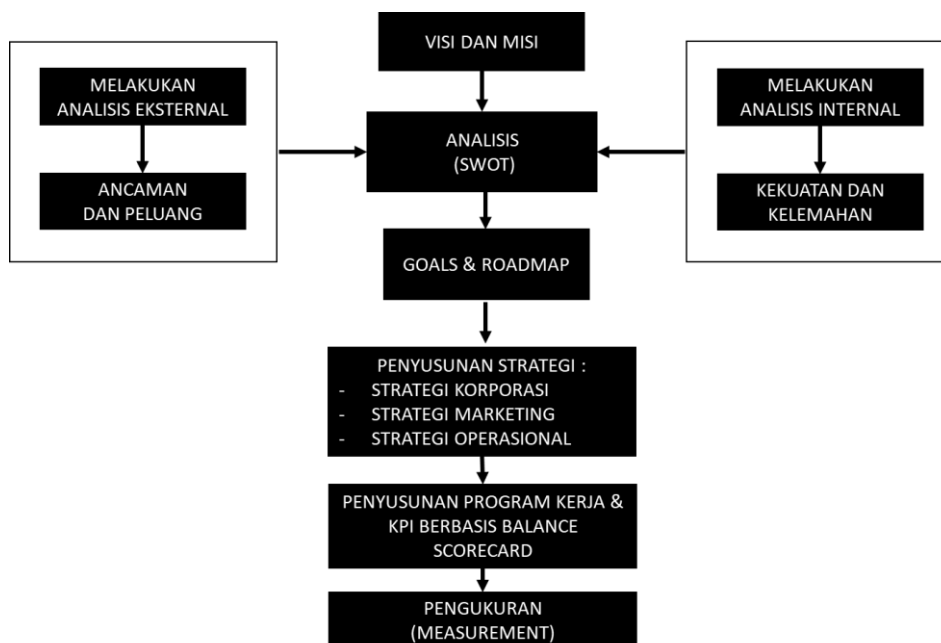 VISI DAN MISI
MELAKUKAN
ANALISIS EKSTERNAL
ANCAMAN
DAN PELUANG
ANALISIS
(SWOT)
MELAKUKAN
ANALISIS INTERNAL
KEKUATAN DAN
KELEMAHAN
GOALS & ROADMAP
PENYUSUNAN STRATEGI :
- STRATEGI KORPORASI
- STRATEGI MARKETING
- STRATEGI OPERASIONAL
PENYUSUNAN PROGRAM KERJA &
KPI BERBASIS BALANCE
SCORECARD
PENGUKURAN
(MEASUREMENT)